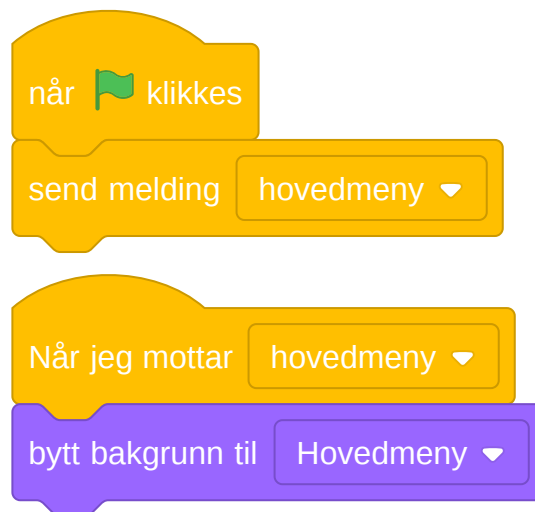 når klikkes
send melding hovedmeny
Når jeg mottar hovedmeny
bytt bakgrunn til Hovedmeny